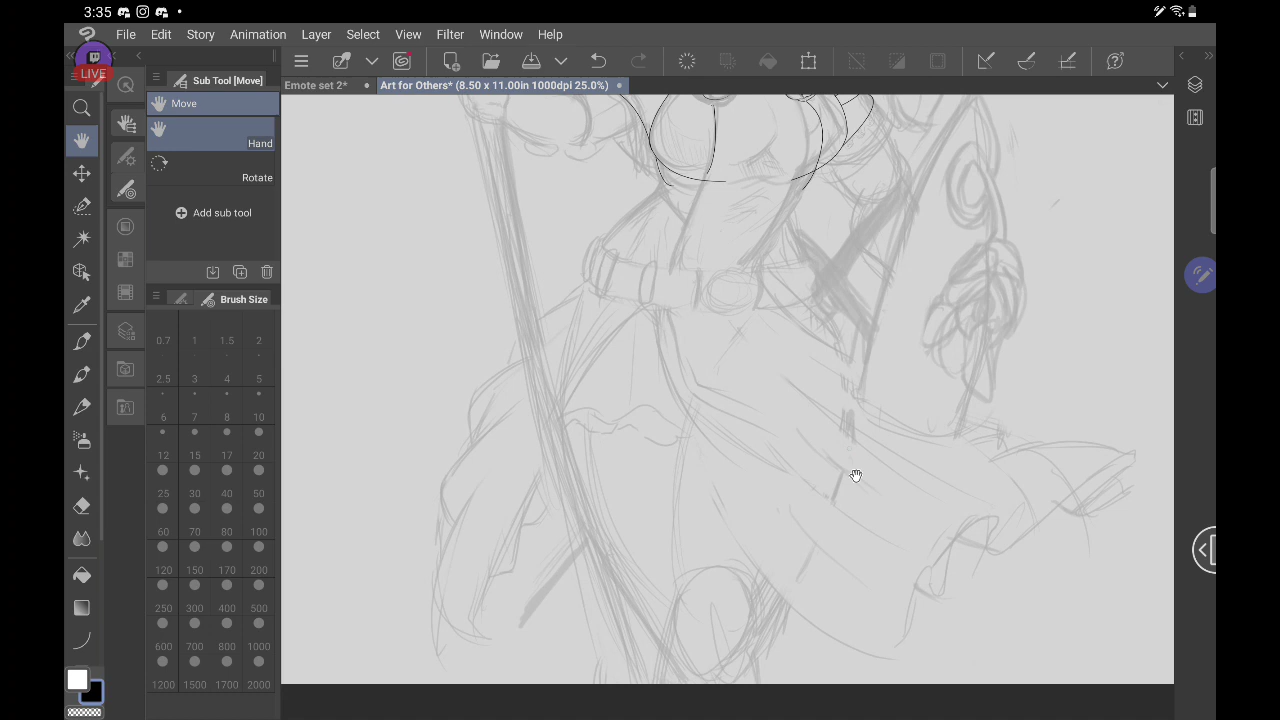 3:35
File Edit Story Animation Layer Select View Filter Window Help
LIVE
Sub Tool [Move]
Emote set 2*
Art for Others* (8.50 x 11.00in 1000dpi 25.0%)
Move
Hand
Rotate
Add sub tool
Brush Size
0.7 1 1.5 2
2.5 3 4 5
6 7 8 10
12 15 17 20
25 30 40 50
60 70 80 100
120 150 170 200
250 300 400 500
600 700 800 1000
1200 1500 1700 2000